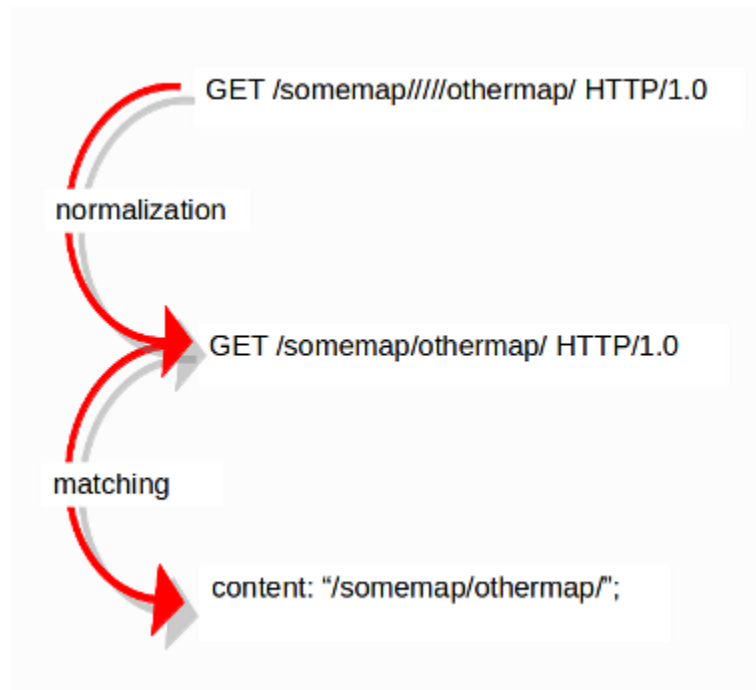 GET /somemap/////othermap/ HTTP/1.0
normalization
GET /somemap/othermap/ HTTP/1.0
matching
content: “/somemap/othermap/”;